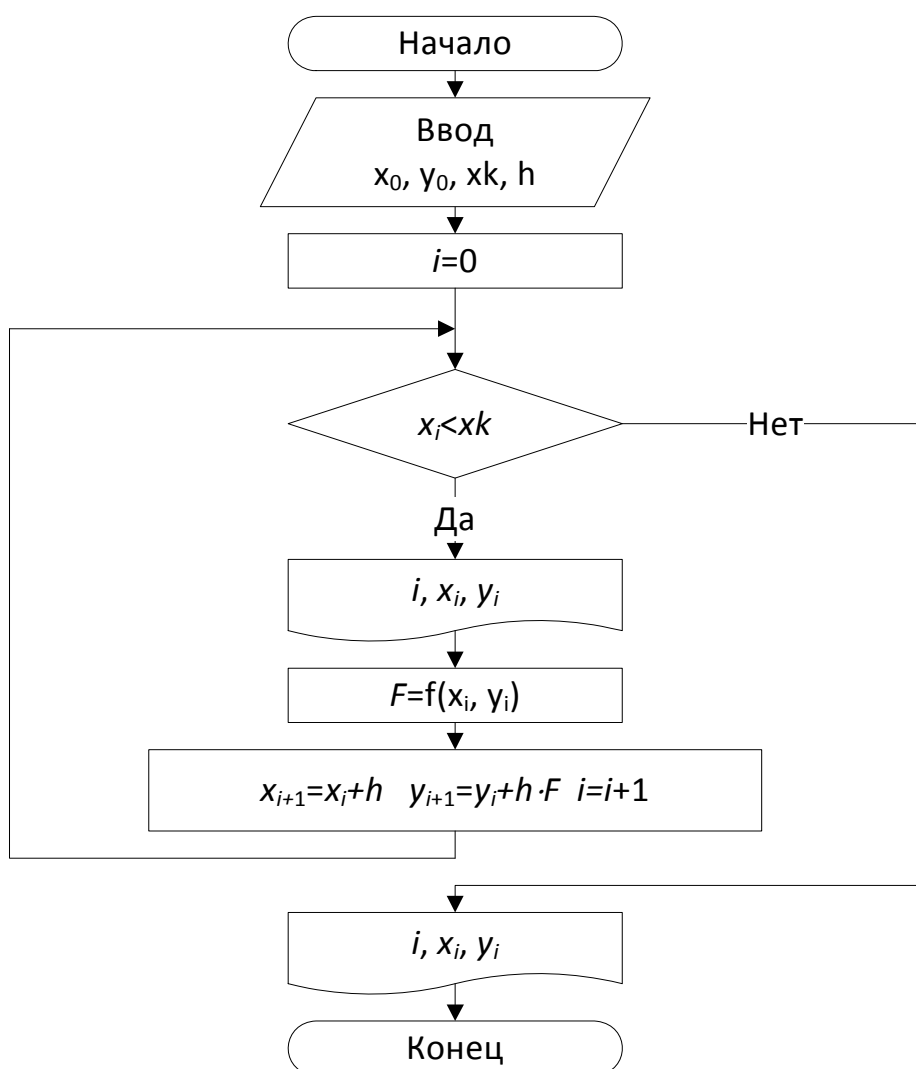 Начало
Ввод
x₀, y₀, xk, h
i=0
xᵢ<xk
Нет
Да
i, xᵢ, yᵢ
F=f(xᵢ, yᵢ)
xᵢ₊₁=xᵢ+h yᵢ₊₁=yᵢ+h·F i=i+1
i, xᵢ, yᵢ
Конец